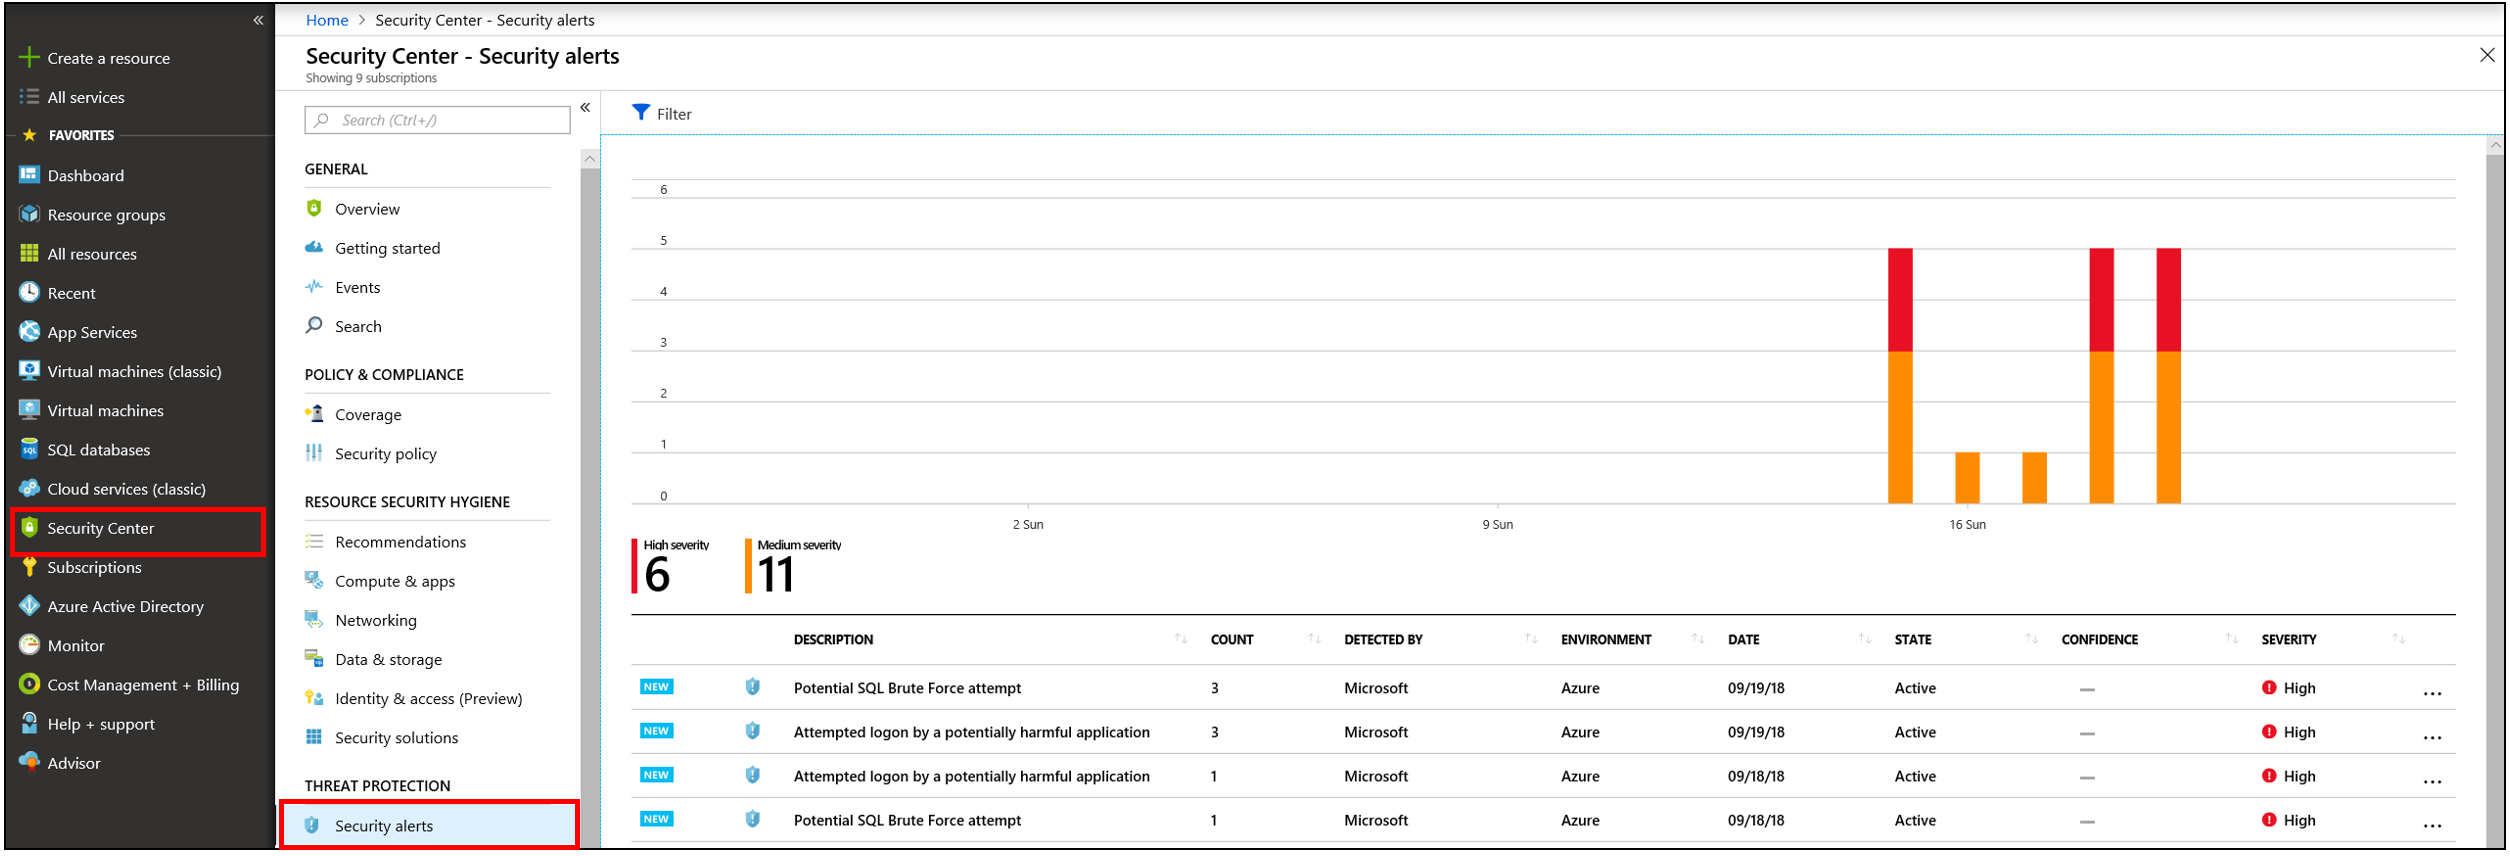 Create a resource
All services
FAVORITES
Dashboard
Resource groups
All resources
Recent
App Services
Virtual machines (classic)
Virtual machines
SQL databases
Cloud services (classic)
Security Center
Subscriptions
Azure Active Directory
Monitor
Cost Management + Billing
Help + support
Advisor
Home > Security Center - Security alerts
Security Center - Security alerts
Showing 9 subscriptions
Search (Ctrl+/)
GENERAL
Overview
Getting started
Events
Search
POLICY & COMPLIANCE
Coverage
Security policy
RESOURCE SECURITY HYGIENE
Recommendations
Compute & apps
Networking
Data & storage
Identity & access (Preview)
Security solutions
THREAT PROTECTION
Security alerts
Filter
6
5
4
3
2
1
0
2 Sun 9 Sun 16 Sun
High severity Medium severity
6 11
DESCRIPTION COUNT DETECTED BY ENVIRONMENT DATE STATE CONFIDENCE SEVERITY
NEW Potential SQL Brute Force attempt 3 Microsoft Azure 09/19/18 Active — High ...
NEW Attempted logon by a potentially harmful application 3 Microsoft Azure 09/19/18 Active — High ...
NEW Attempted logon by a potentially harmful application 1 Microsoft Azure 09/18/18 Active — High ...
NEW Potential SQL Brute Force attempt 1 Microsoft Azure 09/18/18 Active — High ...